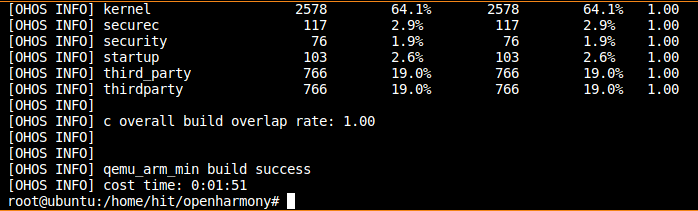 [OHOS INFO] kernel 2578 64.1% 2578 64.1% 1.00
[OHOS INFO] securec 117 2.9% 117 2.9% 1.00
[OHOS INFO] security 76 1.9% 76 1.9% 1.00
[OHOS INFO] startup 103 2.6% 103 2.6% 1.00
[OHOS INFO] third_party 766 19.0% 766 19.0% 1.00
[OHOS INFO] thirdparty 766 19.0% 766 19.0% 1.00
[OHOS INFO]
[OHOS INFO] c overall build overlap rate: 1.00
[OHOS INFO]
[OHOS INFO]
[OHOS INFO] qemu_arm_min build success
[OHOS INFO] cost time: 0:01:51
root@ubuntu:/home/hit/openharmony#